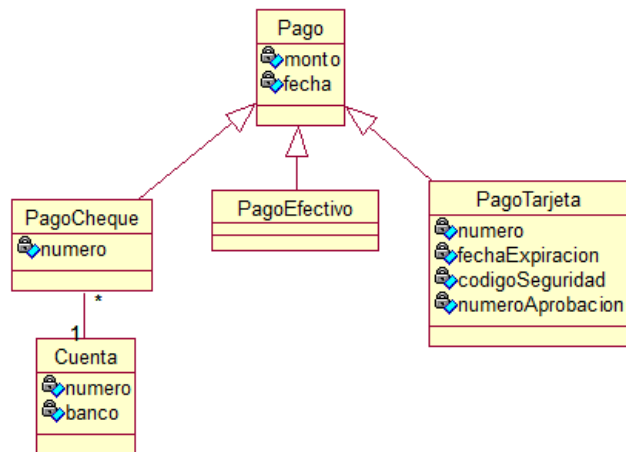 Pago
monto
fecha
PagoCheque
numero
PagoEfectivo
PagoTarjeta
numero
fechaExpiracion
codigoSeguridad
numeroAprobacion
*
1
Cuenta
numero
banco